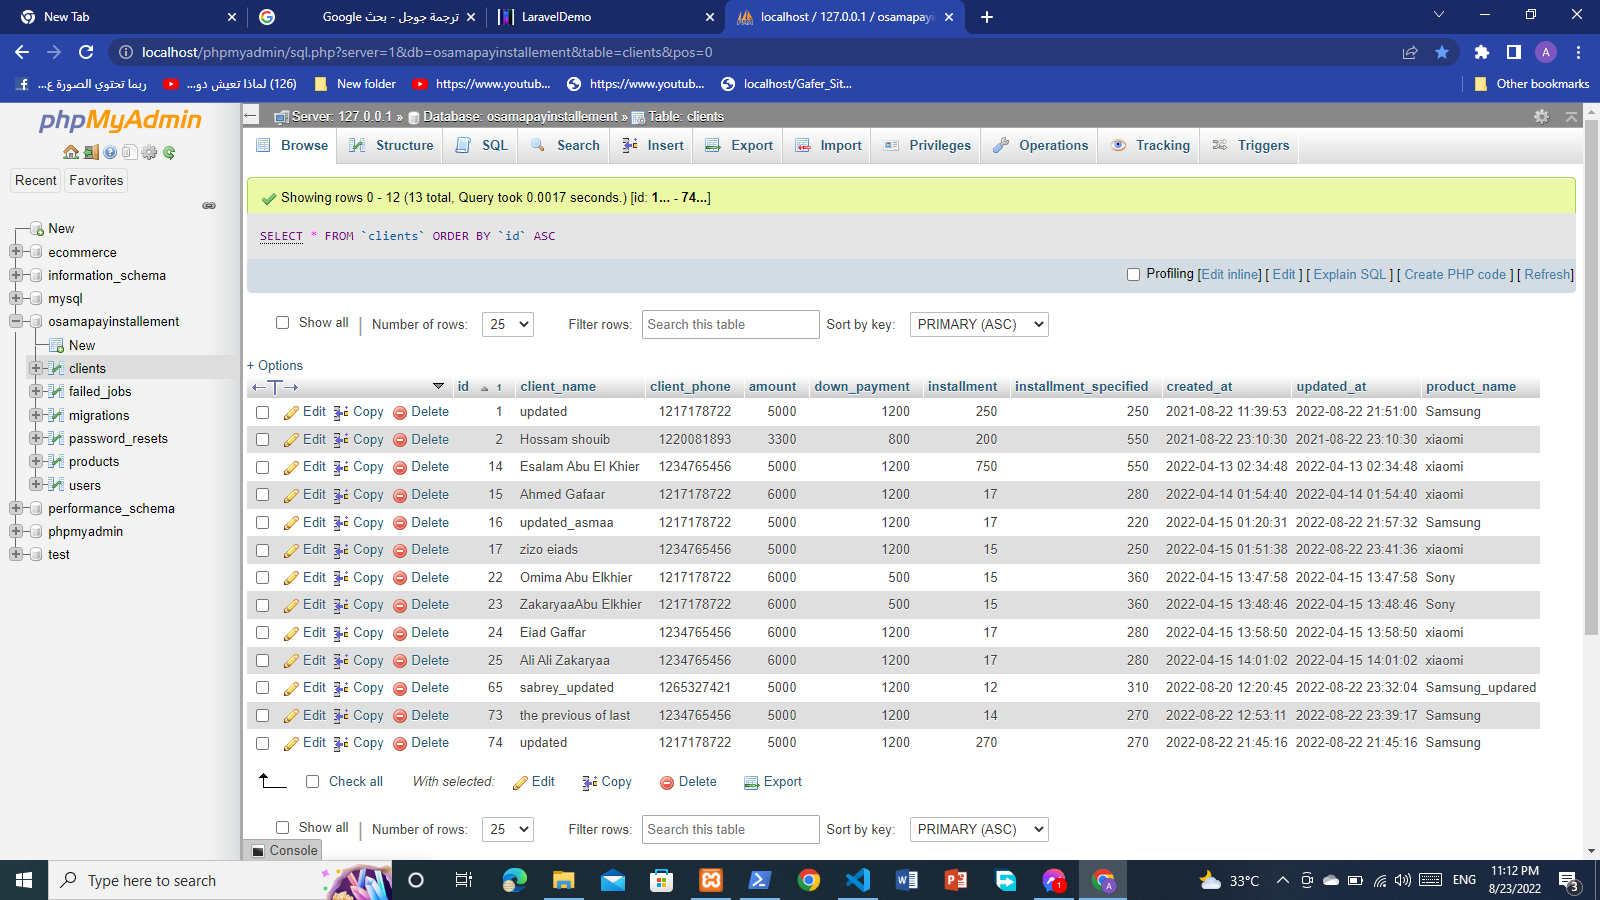 New Tab
ترجمة جوجل - بحث Google
LaravelDemo
localhost / 127.0.0.1 / osamapayin
localhost/phpmyadmin/sql.php?server=1&db=osamapayinstallement&table=clients&pos=0
A
ربما تحتوي الصورة ع...
(126) لماذا تعيش دو...
New folder
https://www.youtub...
https://www.youtub...
localhost/Gafer_Sit...
Other bookmarks
phpMyAdmin
Recent
Favorites
New
ecommerce
information_schema
mysql
osamapayinstallement
New
clients
failed_jobs
migrations
password_resets
products
users
performance_schema
phpmyadmin
test
Server: 127.0.0.1 » Database: osamapayinstallement » Table: clients
Browse Structure SQL Search Insert Export Import Privileges Operations Tracking Triggers
Showing rows 0 - 12 (13 total, Query took 0.0017 seconds.) [id: 1... - 74...]
SELECT * FROM `clients` ORDER BY `id` ASC
Profiling [Edit inline] [ Edit ] [ Explain SQL ] [ Create PHP code ] [ Refresh]
Show all | Number of rows: 25 Filter rows: Search this table Sort by key: PRIMARY (ASC)
+ Options
←T→ id 1 client_name client_phone amount down_payment installment installment_specified created_at updated_at product_name
Edit Copy Delete 1 updated 1217178722 5000 1200 250 250 2021-08-22 11:39:53 2022-08-22 21:51:00 Samsung
Edit Copy Delete 2 Hossam shouib 1220081893 3300 800 200 550 2021-08-22 23:10:30 2021-08-22 23:10:30 xiaomi
Edit Copy Delete 14 Esalam Abu El Khier 1234765456 5000 1200 750 550 2022-04-13 02:34:48 2022-04-13 02:34:48 xiaomi
Edit Copy Delete 15 Ahmed Gafaar 1217178722 6000 1200 17 280 2022-04-14 01:54:40 2022-04-14 01:54:40 xiaomi
Edit Copy Delete 16 updated_asmaa 1217178722 5000 1200 17 220 2022-04-15 01:20:31 2022-08-22 21:57:32 Samsung
Edit Copy Delete 17 zizo eiads 1234765456 5000 1200 15 250 2022-04-15 01:51:38 2022-08-22 23:41:36 xiaomi
Edit Copy Delete 22 Omima Abu Elkhier 1217178722 6000 500 15 360 2022-04-15 13:47:58 2022-04-15 13:47:58 Sony
Edit Copy Delete 23 ZakaryaaAbu Elkhier 1217178722 6000 500 15 360 2022-04-15 13:48:46 2022-04-15 13:48:46 Sony
Edit Copy Delete 24 Eiad Gaffar 1234765456 6000 1200 17 280 2022-04-15 13:58:50 2022-04-15 13:58:50 xiaomi
Edit Copy Delete 25 Ali Ali Zakaryaa 1234765456 6000 1200 17 280 2022-04-15 14:01:02 2022-04-15 14:01:02 xiaomi
Edit Copy Delete 65 sabrey_updated 1265327421 5000 1200 12 310 2022-08-20 12:20:45 2022-08-22 23:32:04 Samsung_updared
Edit Copy Delete 73 the previous of last 1234765456 5000 1200 14 270 2022-08-22 12:53:11 2022-08-22 23:39:17 Samsung
Edit Copy Delete 74 updated 1217178722 5000 1200 270 270 2022-08-22 21:45:16 2022-08-22 21:45:16 Samsung
Check all With selected: Edit Copy Delete Export
Show all | Number of rows: 25 Filter rows: Search this table Sort by key: PRIMARY (ASC)
Console
Type here to search
33°C
ENG
11:12 PM
8/23/2022
3